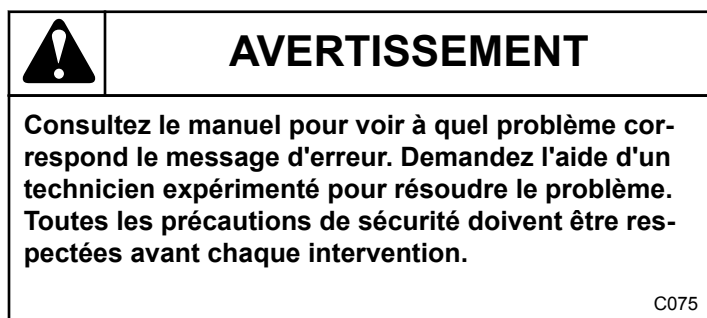 AVERTISSEMENT
Consultez le manuel pour voir à quel problème cor-
respond le message d'erreur. Demandez l'aide d'un
technicien expérimenté pour résoudre le problème.
Toutes les précautions de sécurité doivent être res-
pectées avant chaque intervention.
C075